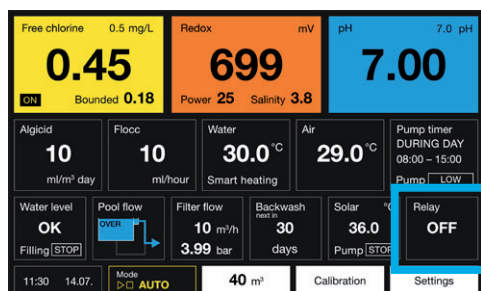 Free chlorine 0.5 mg/L
0.45
ON Bounded 0.18
Redox mV
699
Power 25 Salinity 3.8
pH 7.0 pH
7.00
Algicid
10
ml/m³ day
Flocc
10
ml/hour
Water
30.0 °C
Smart heating
Air
29.0 °C
Pump timer
DURING DAY
08:00 – 15:00
Pump LOW
Water level
OK
Filling STOP
Pool flow
OVER
Filter flow
10 m³/h
3.99 bar
Backwash
next in
30
days
Solar °C
36.0
Pump STOP
Relay
OFF
11:30 14.07.
Mode
AUTO
40 m³
Calibration
Settings